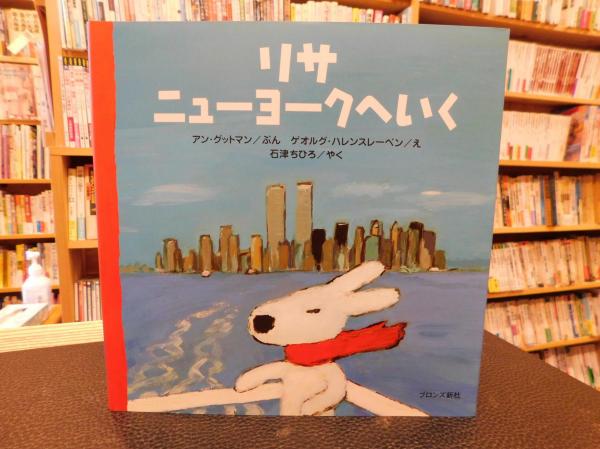 リサ
ニューヨークへいく
アン・グットマン／ぶん　ゲオルグ・ハレンスレーベン／え
石津ちひろ／やく
ブロンズ新社